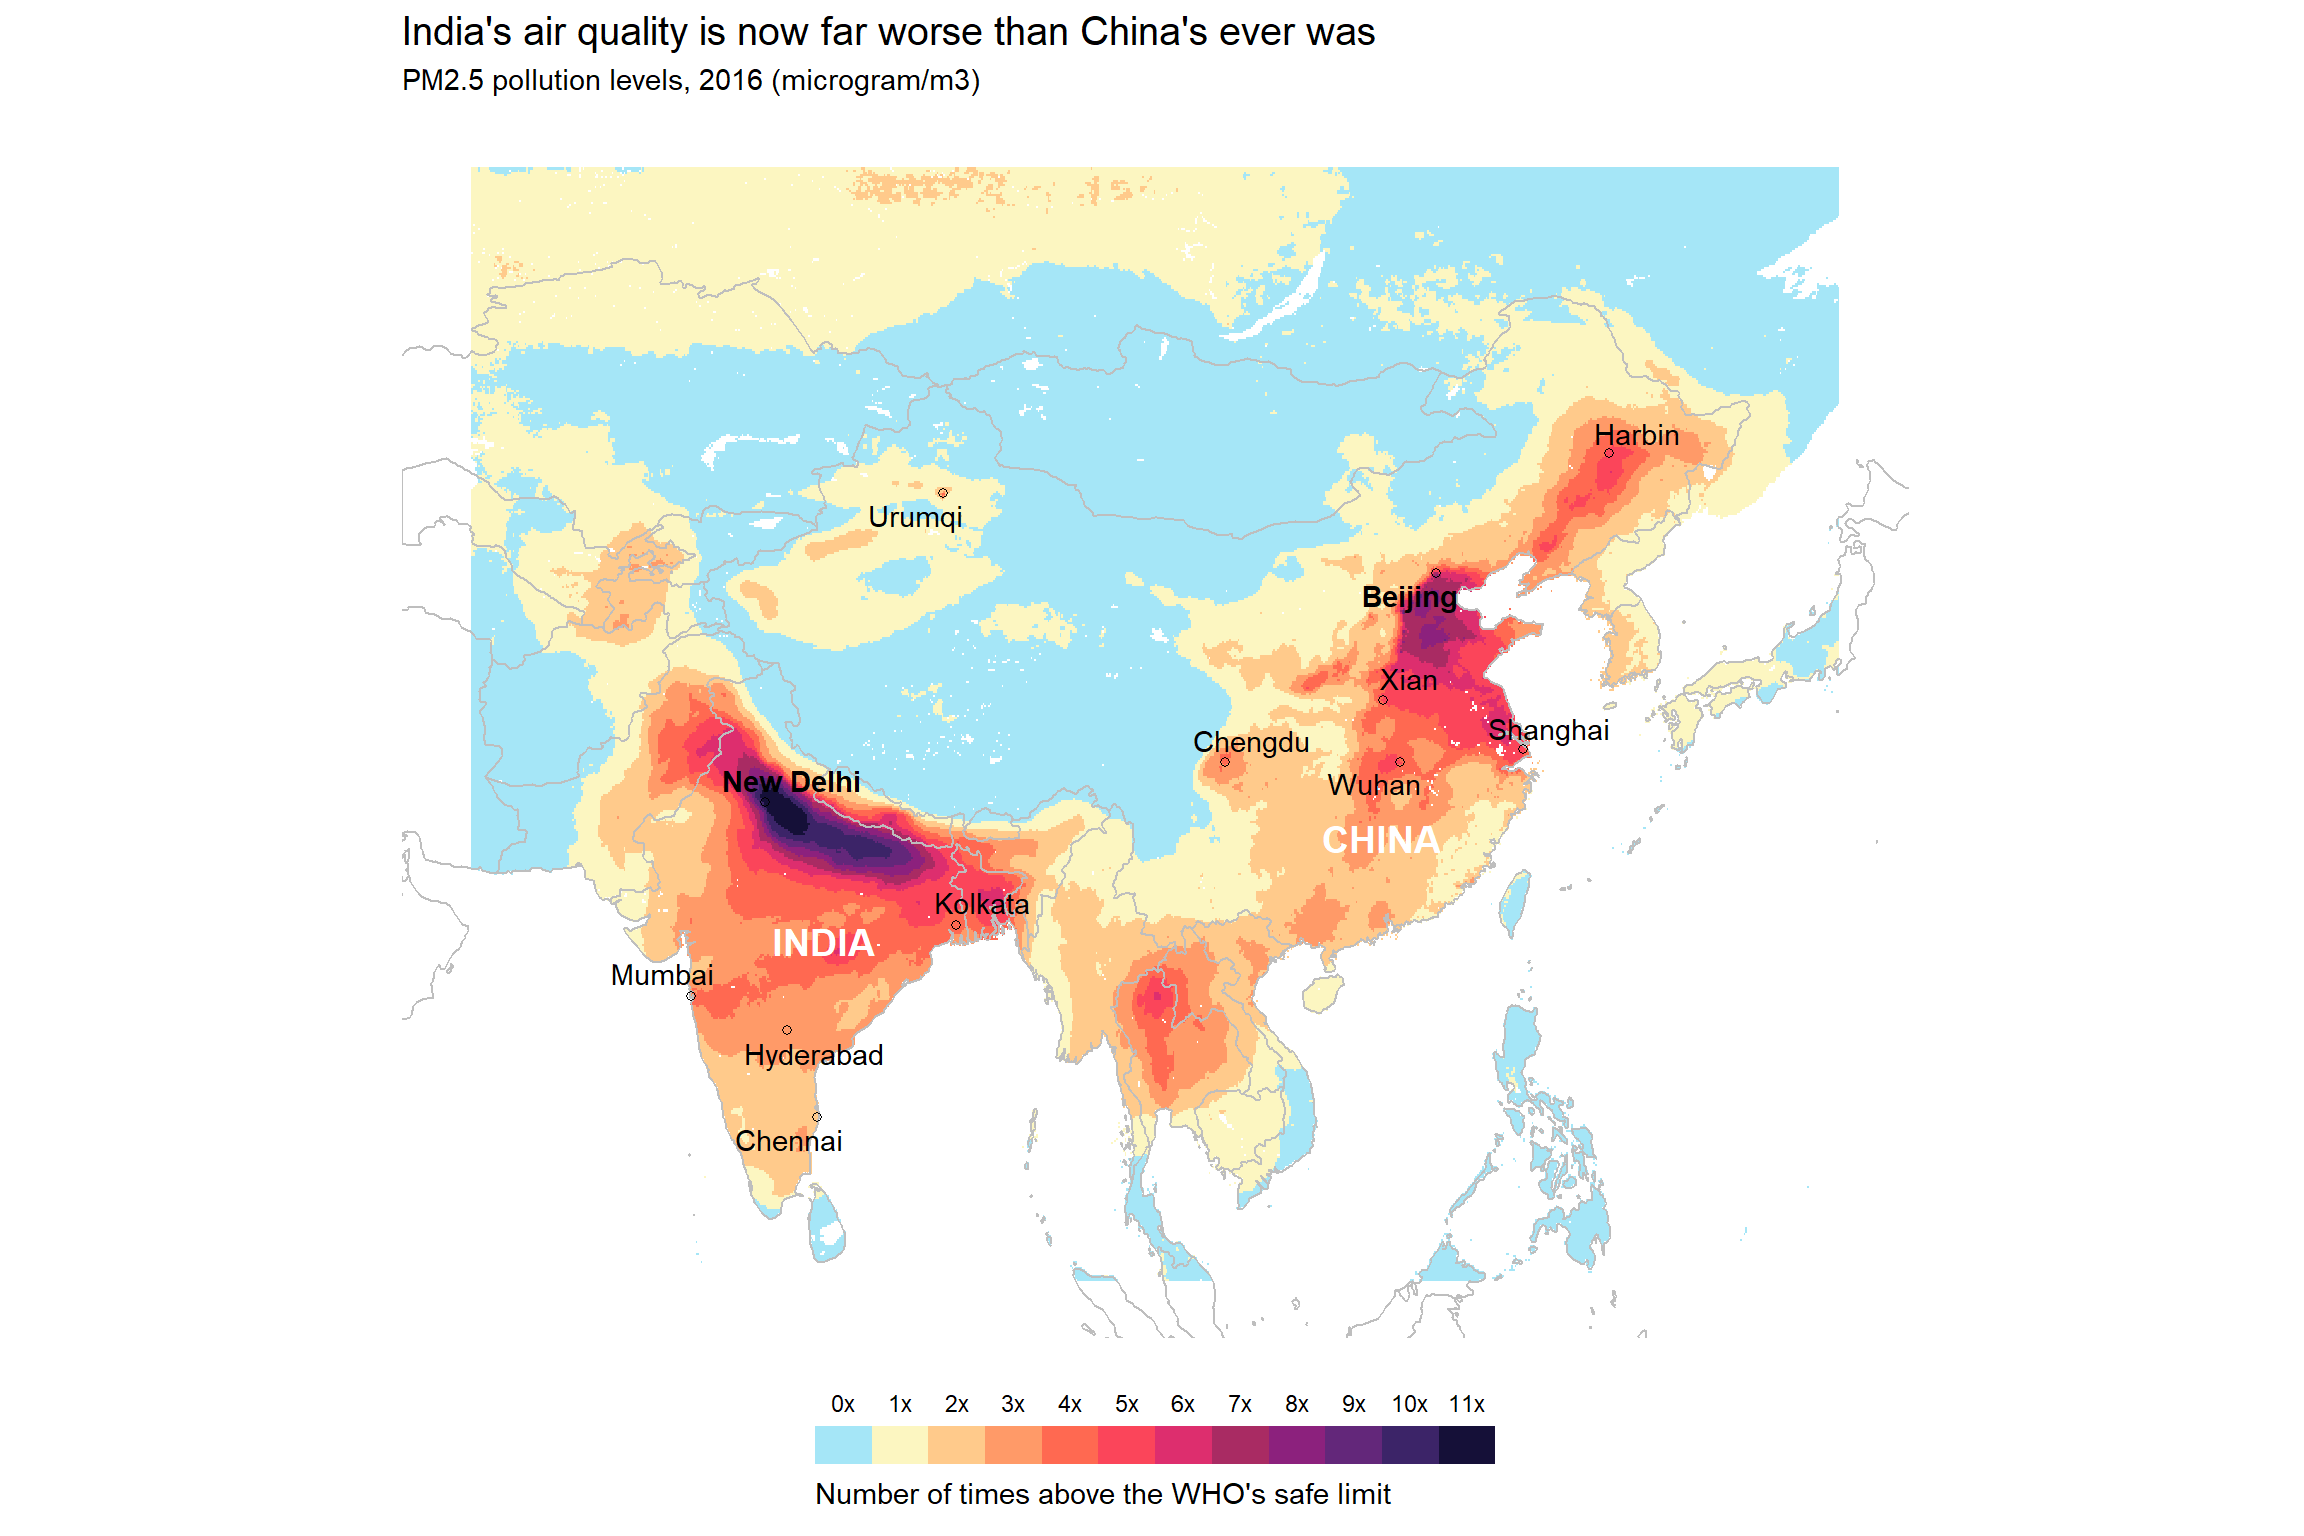 India's air quality is now far worse than China's ever was
PM2.5 pollution levels, 2016 (microgram/m3)
Harbin
Urumqi
Beijing
Xian
Shanghai
Chengdu
New Delhi
Wuhan
CHINA
Kolkata
INDIA
Mumbai
Hyderabad
Chennai
0x 1x 2x 3x 4x 5x 6x 7x 8x 9x 10x 11x
Number of times above the WHO's safe limit